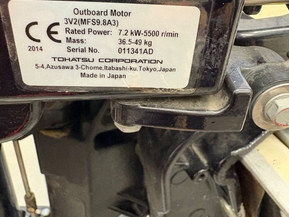 Outboard Motor
3V2(MFS9.8A3)
Rated Power: 7.2 kW-5500 r/min
Mass: 36.5-49 kg
Serial No. 011341AD
CE
2014
TOHATSU CORPORATION
5-4,Azusawa 3-Chome,Itabashi-ku,Tokyo,Japan
Made in Japan